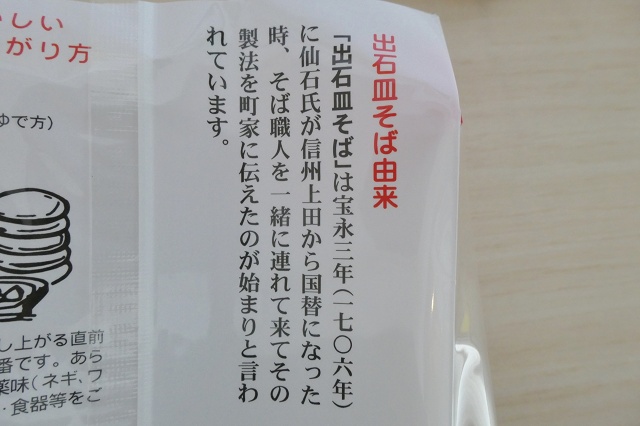 出石皿そば由来
「出石皿そば」は宝永三年(一七〇六年)
に仙石氏が信州上田から国替になった
時、そば職人を一緒に連れて来てその
製法を町家に伝えたのが始まりと言わ
れています。
しい
がり方
ゆで方)
し上がる直前
番です。あら
薬味(ネギ、ワ
・食器等をご